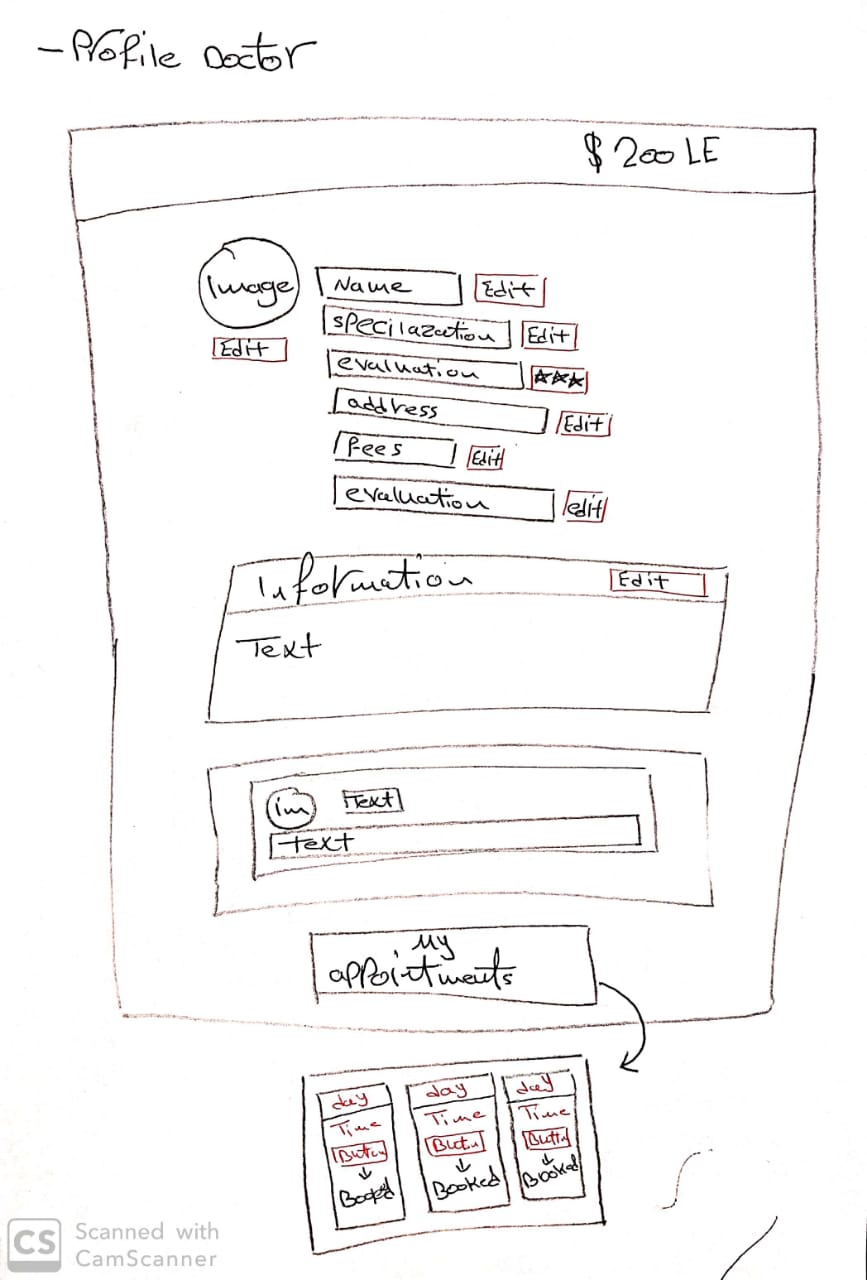 - Profile Doctor
$ 200 LE
Image
Edit
Name Edit
specilazation Edit
evaluation ★★★
address Edit
fees Edit
evaluation edit
Information Edit
Text
im Text
Text
My
appointments
day day day
Time Time Time
Button Button Button
Booked Booked Booked
CS Scanned with
CamScanner